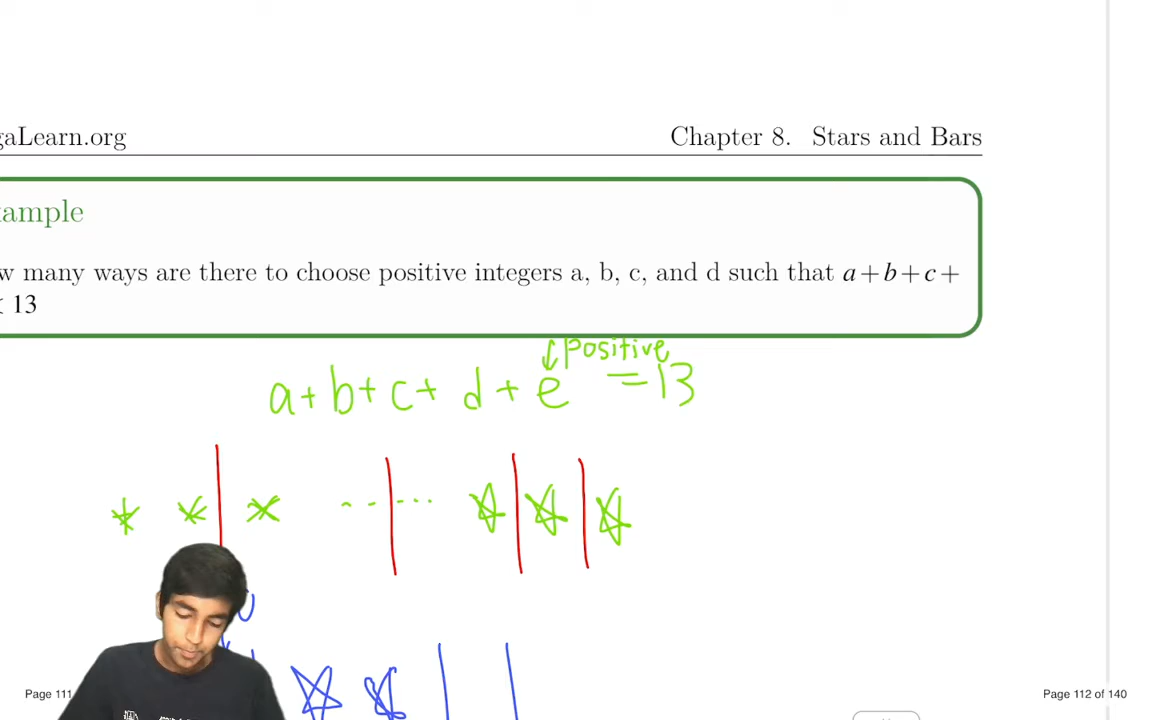 gaLearn.org Chapter 8. Stars and Bars
ample
w many ways are there to choose positive integers a, b, c, and d such that a+b+c+
< 13
positive
a+b+c+ d + e = 13
Page 111
Page 112 of 140